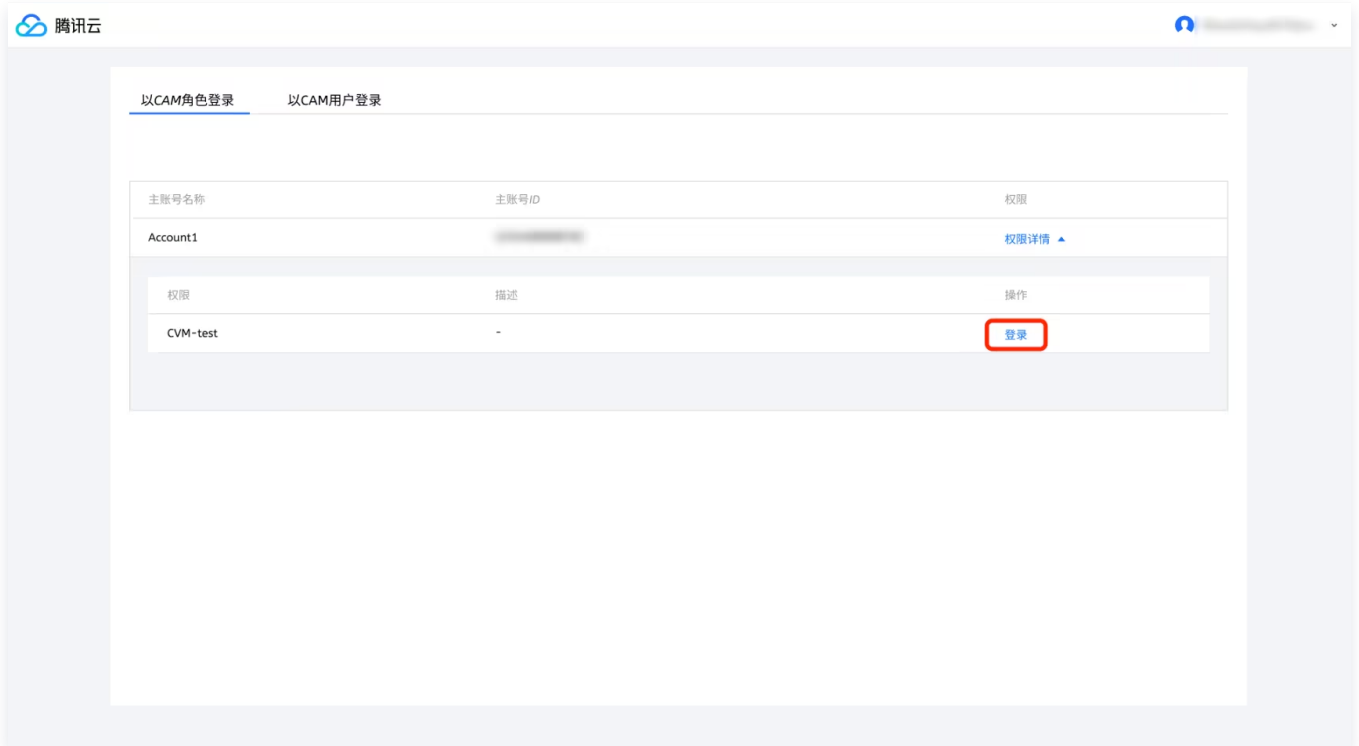 腾讯云
以CAM角色登录 以CAM用户登录
主账号名称 主账号ID 权限
Account1 权限详情
权限 描述 操作
CVM-test - 登录